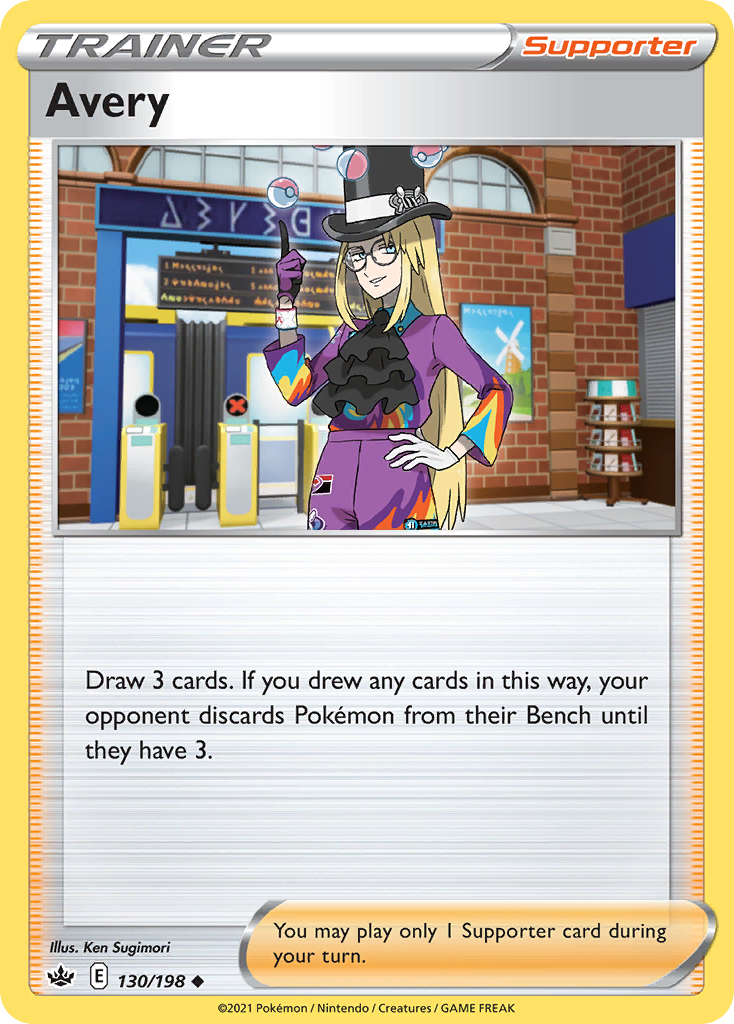 TRAINER
Supporter
Avery
Draw 3 cards. If you drew any cards in this way, your
opponent discards Pokémon from their Bench until
they have 3.
You may play only 1 Supporter card during
your turn.
Illus. Ken Sugimori
E 130/198
©2021 Pokémon / Nintendo / Creatures / GAME FREAK